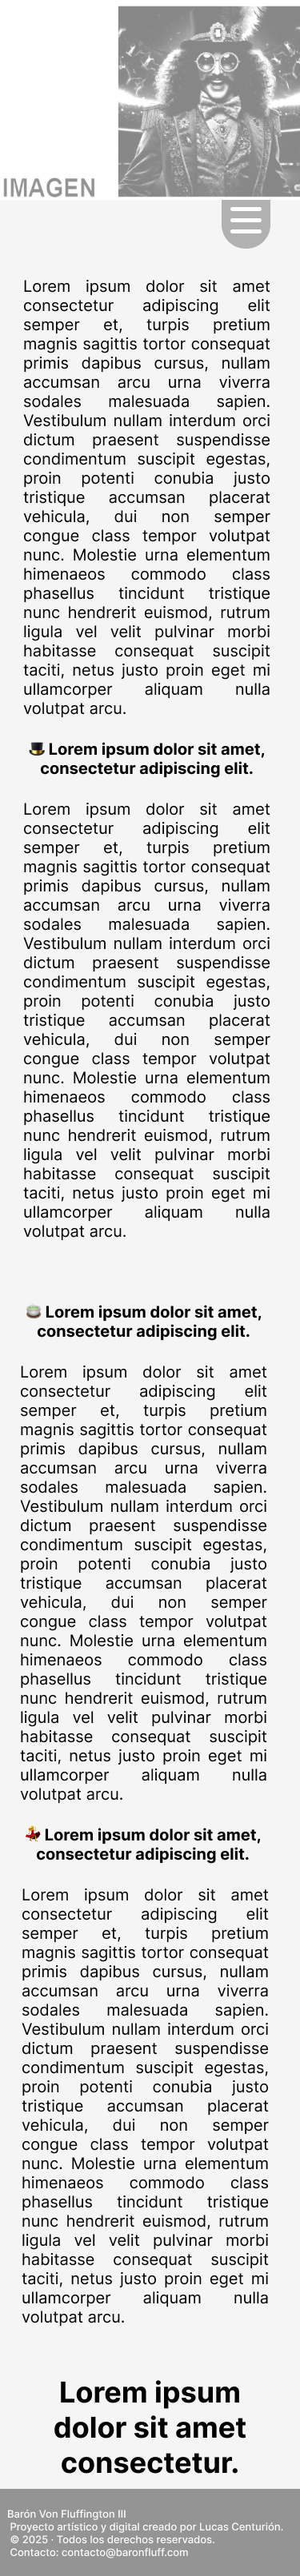 IMAGEN
Lorem ipsum dolor sit amet
consectetur adipiscing elit
semper et, turpis pretium
magnis sagittis tortor consequat
primis dapibus cursus, nullam
accumsan arcu urna viverra
sodales malesuada sapien.
Vestibulum nullam interdum orci
dictum praesent suspendisse
condimentum suscipit egestas,
proin potenti conubia justo
tristique accumsan placerat
vehicula, dui non semper
congue class tempor volutpat
nunc. Molestie urna elementum
himenaeos commodo class
phasellus tincidunt tristique
nunc hendrerit euismod, rutrum
ligula vel velit pulvinar morbi
habitasse consequat suscipit
taciti, netus justo proin eget mi
ullamcorper aliquam nulla
volutpat arcu.
🎩 Lorem ipsum dolor sit amet,
consectetur adipiscing elit.
Lorem ipsum dolor sit amet
consectetur adipiscing elit
semper et, turpis pretium
magnis sagittis tortor consequat
primis dapibus cursus, nullam
accumsan arcu urna viverra
sodales malesuada sapien.
Vestibulum nullam interdum orci
dictum praesent suspendisse
condimentum suscipit egestas,
proin potenti conubia justo
tristique accumsan placerat
vehicula, dui non semper
congue class tempor volutpat
nunc. Molestie urna elementum
himenaeos commodo class
phasellus tincidunt tristique
nunc hendrerit euismod, rutrum
ligula vel velit pulvinar morbi
habitasse consequat suscipit
taciti, netus justo proin eget mi
ullamcorper aliquam nulla
volutpat arcu.
Lorem ipsum dolor sit amet,
consectetur adipiscing elit.
Lorem ipsum dolor sit amet
consectetur adipiscing elit
semper et, turpis pretium
magnis sagittis tortor consequat
primis dapibus cursus, nullam
accumsan arcu urna viverra
sodales malesuada sapien.
Vestibulum nullam interdum orci
dictum praesent suspendisse
condimentum suscipit egestas,
proin potenti conubia justo
tristique accumsan placerat
vehicula, dui non semper
congue class tempor volutpat
nunc. Molestie urna elementum
himenaeos commodo class
phasellus tincidunt tristique
nunc hendrerit euismod, rutrum
ligula vel velit pulvinar morbi
habitasse consequat suscipit
taciti, netus justo proin eget mi
ullamcorper aliquam nulla
volutpat arcu.
💃 Lorem ipsum dolor sit amet,
consectetur adipiscing elit.
Lorem ipsum dolor sit amet
consectetur adipiscing elit
semper et, turpis pretium
magnis sagittis tortor consequat
primis dapibus cursus, nullam
accumsan arcu urna viverra
sodales malesuada sapien.
Vestibulum nullam interdum orci
dictum praesent suspendisse
condimentum suscipit egestas,
proin potenti conubia justo
tristique accumsan placerat
vehicula, dui non semper
congue class tempor volutpat
nunc. Molestie urna elementum
himenaeos commodo class
phasellus tincidunt tristique
nunc hendrerit euismod, rutrum
ligula vel velit pulvinar morbi
habitasse consequat suscipit
taciti, netus justo proin eget mi
ullamcorper aliquam nulla
volutpat arcu.
Lorem ipsum
dolor sit amet
consectetur.
Barón Von Fluffington III
Proyecto artístico y digital creado por Lucas Centurión.
© 2025 · Todos los derechos reservados.
Contacto: contacto@baronfluff.com